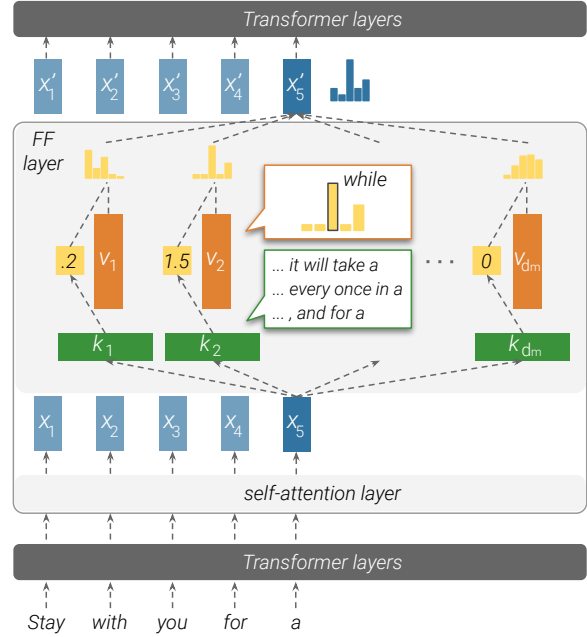 Transformer layers
x′1 x′2 x′3 x′4 x′5
FF
layer
while
.2 v1 1.5 v2 ... 0 vdm
... it will take a
... every once in a
... , and for a
k1 k2 kdm
x1 x2 x3 x4 x5
self-attention layer
Transformer layers
Stay with you for a